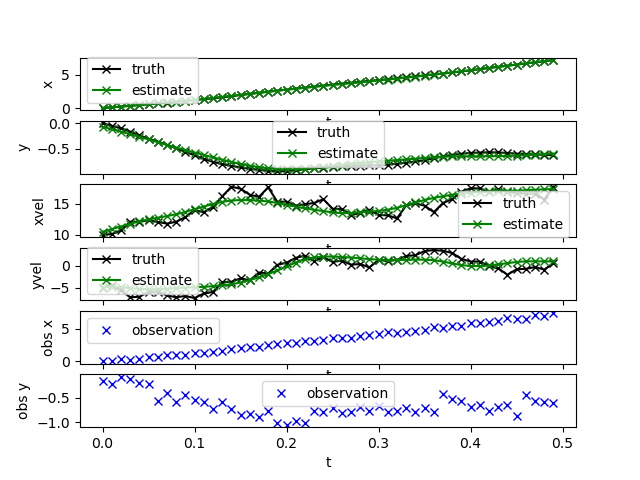 x
5
0
truth
estimate
t
y
0.0
−0.5
truth
estimate
t
xvel
15
10
truth
estimate
t
yvel
0
−5
truth
estimate
t
obs x
5
0
observation
t
obs y
−0.5
−1.0
observation
0.0 0.1 0.2 0.3 0.4 0.5
t